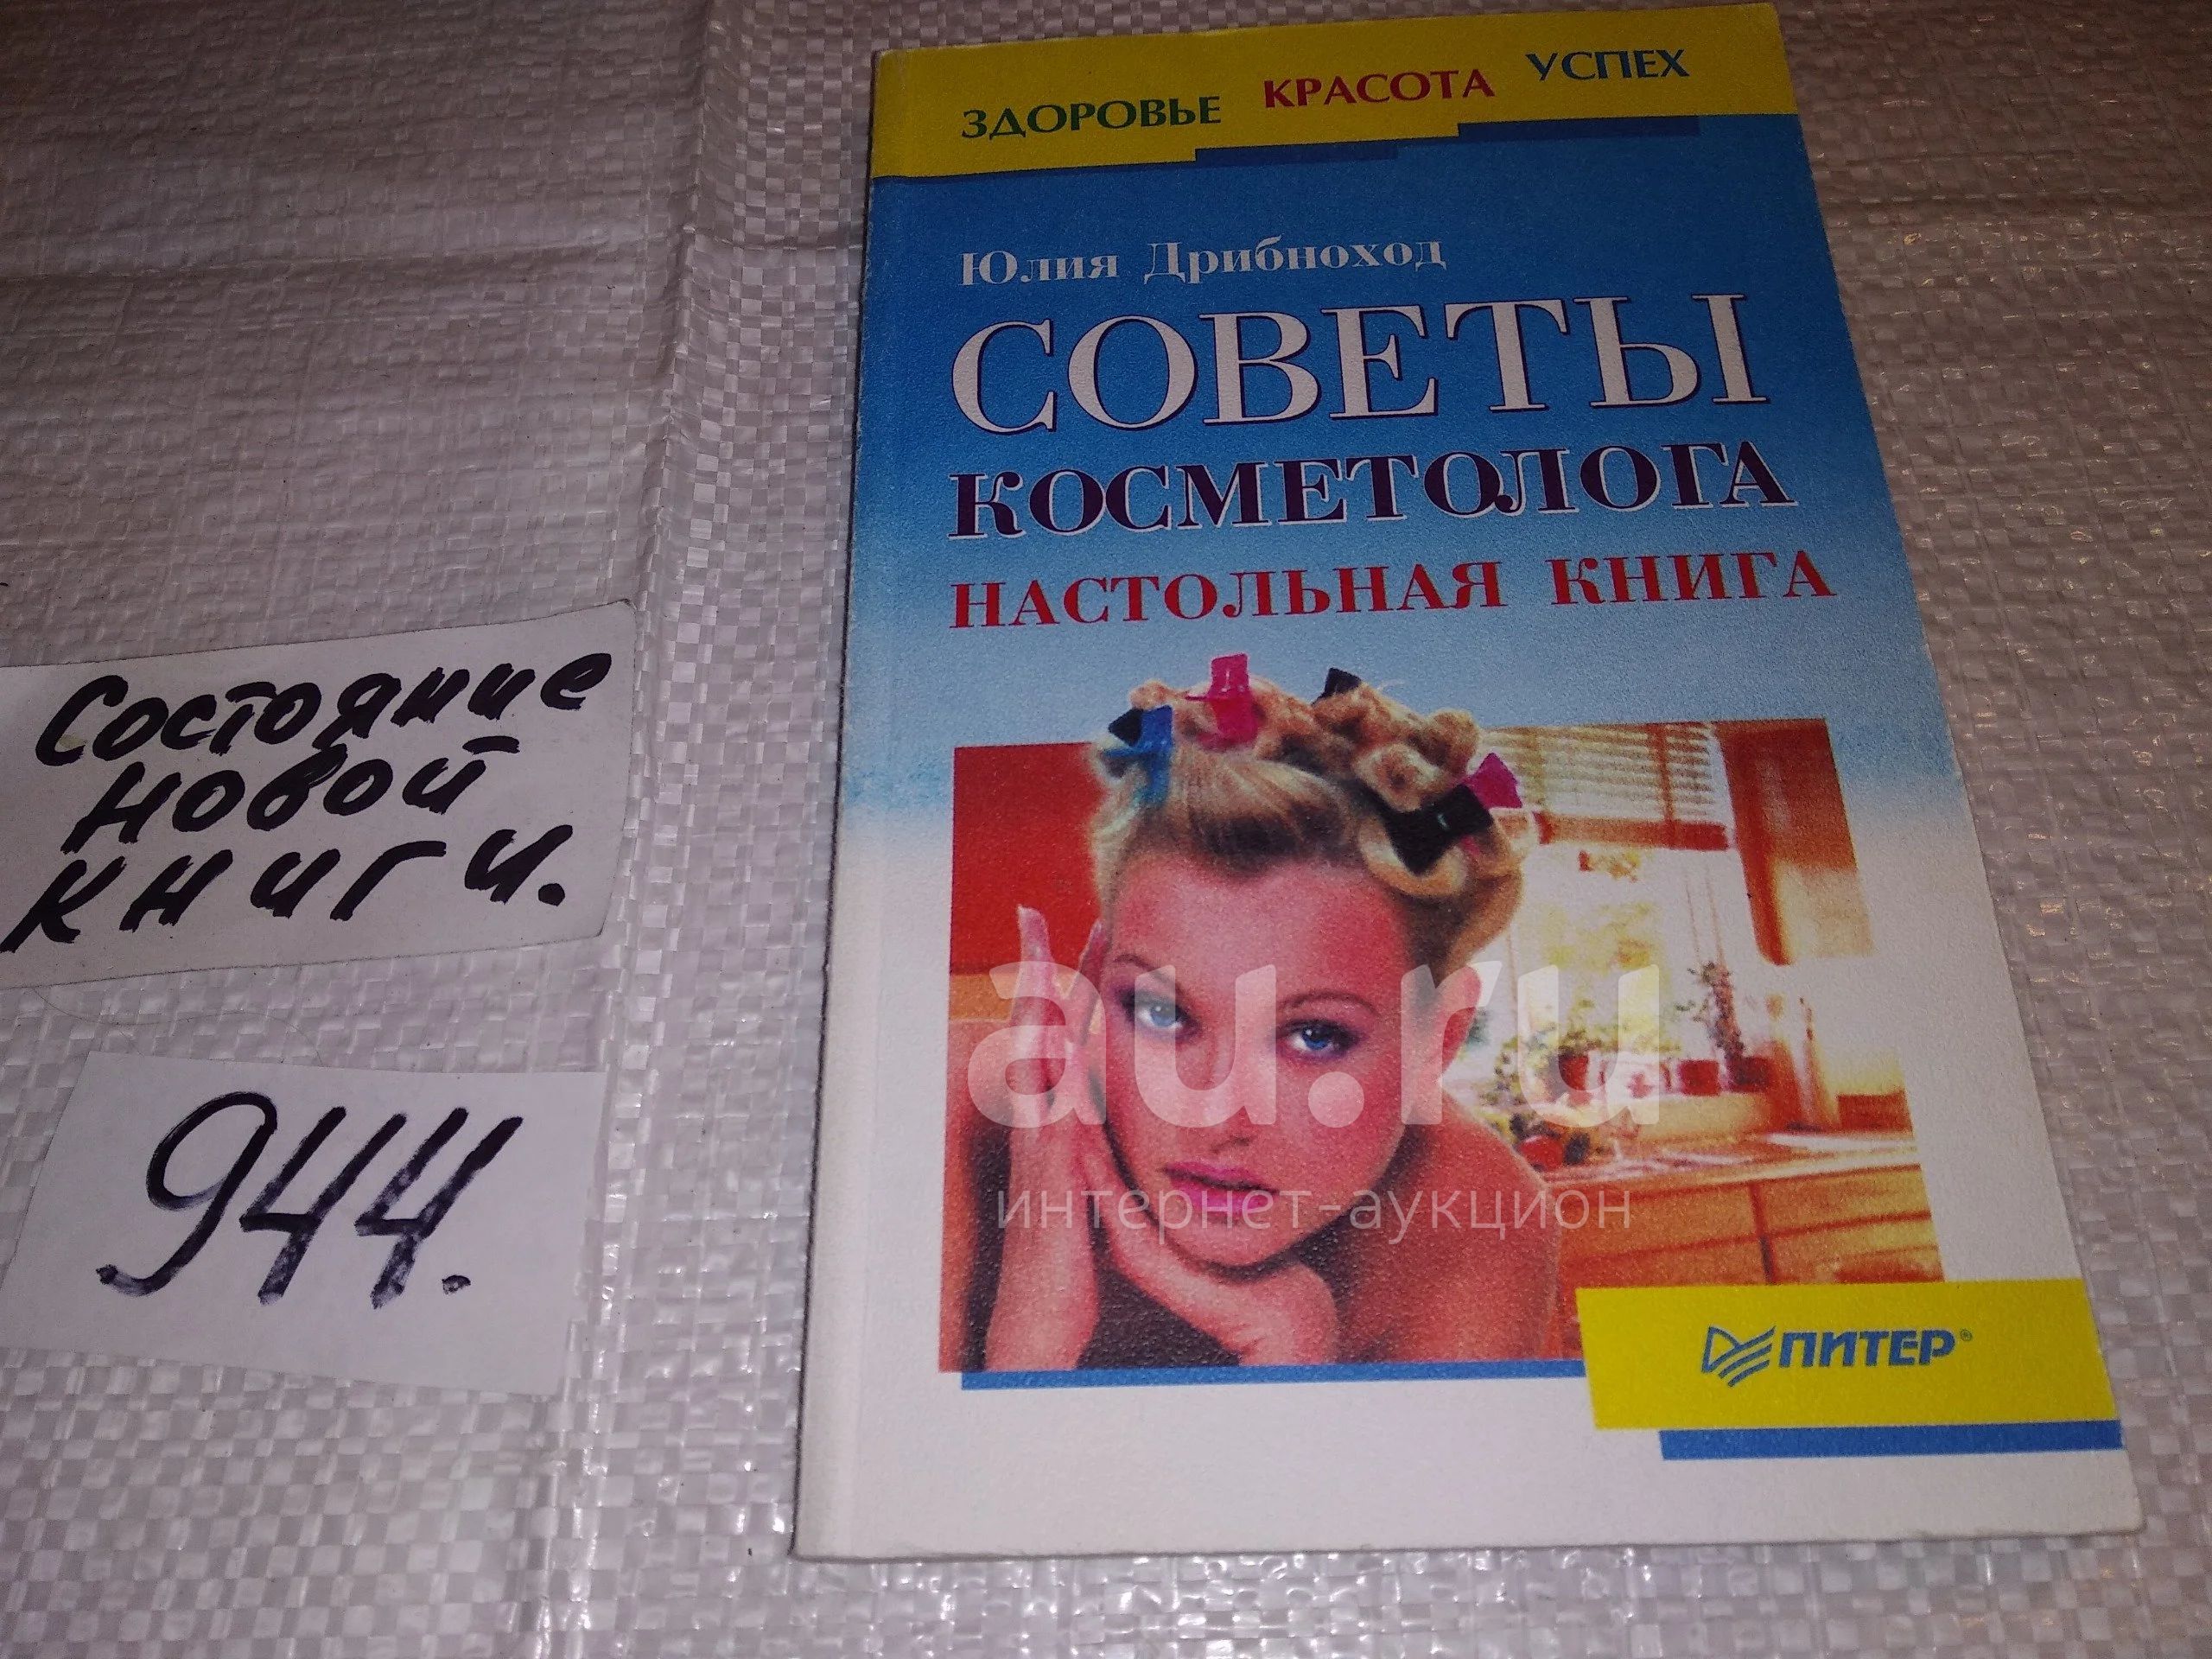 ЗДОРОВЬЕ КРАСОТА УСПЕХ
Юлия Дрибноход
СОВЕТЫ
КОСМЕТОЛОГА
НАСТОЛЬНАЯ КНИГА
Состояние
новой
книги.
944.
au.ru
интернет-аукцион
ПИТЕР®